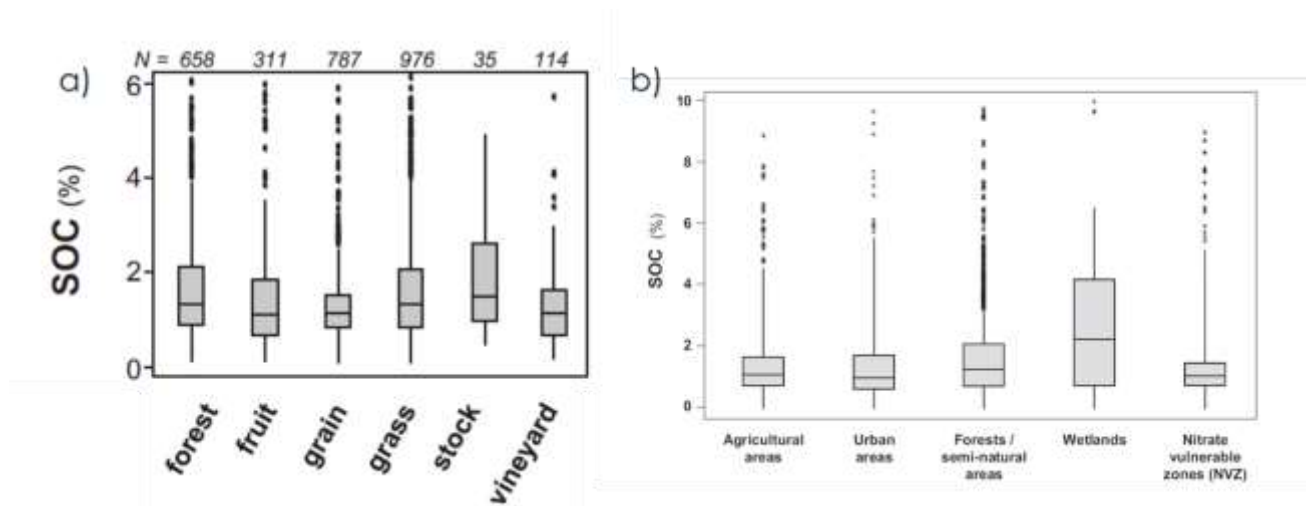 N = 658 311 787 976 35 114
a)
SOC (%)
6
4
2
0
forest
fruit
grain
grass
stock
vineyard
b)
SOC (%)
10
8
6
4
2
0
Agricultural
areas
Urban
areas
Forests /
semi-natural
areas
Wetlands
Nitrate
vulnerable
zones (NVZ)